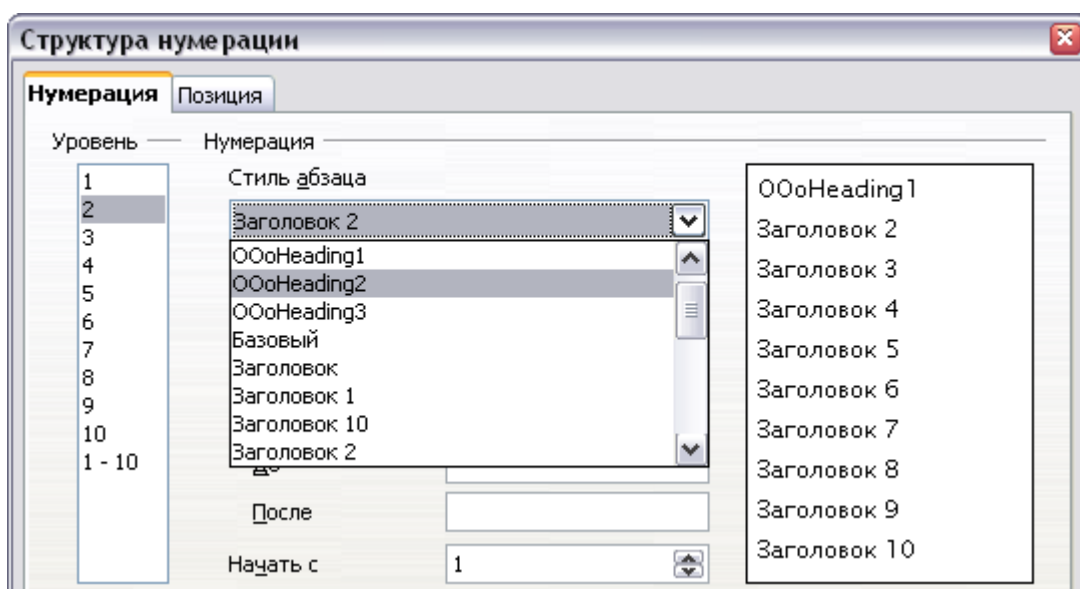 Структура нумерации
Нумерация Позиция
Уровень Нумерация
1
2
3
4
5
6
7
8
9
10
1 - 10
Стиль абзаца
Заголовок 2
OOoHeading1
OOoHeading2
OOoHeading3
Базовый
Заголовок
Заголовок 1
Заголовок 10
Заголовок 2
До
После
Начать с 1
OOoHeading1
Заголовок 2
Заголовок 3
Заголовок 4
Заголовок 5
Заголовок 6
Заголовок 7
Заголовок 8
Заголовок 9
Заголовок 10